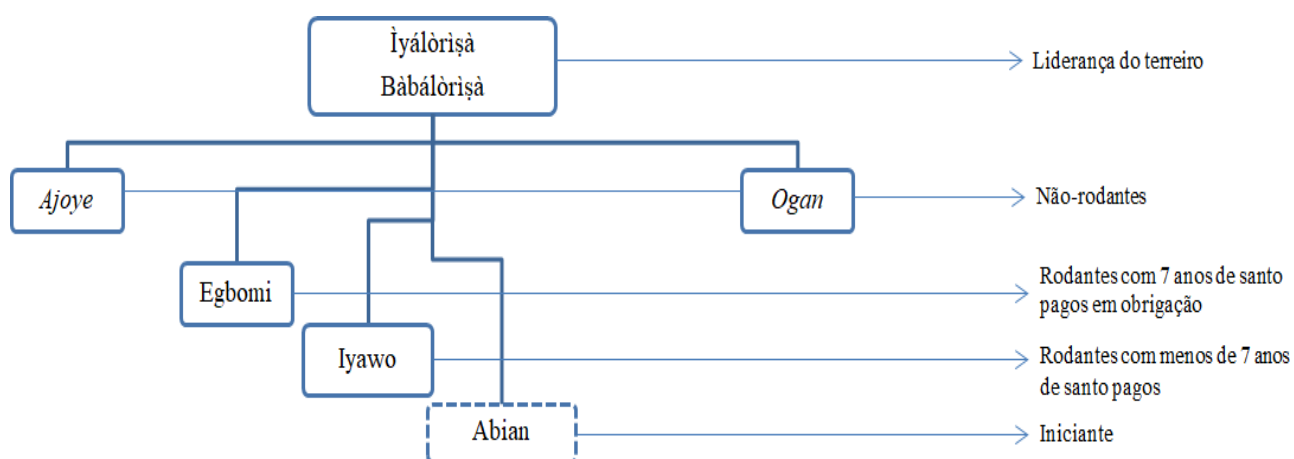 Ìyálòrìṣà
Bàbálòrìṣà
Liderança do terreiro
Ajoye
Ogan
Não-rodantes
Egbomi
Rodantes com 7 anos de santo
pagos em obrigação
Iyawo
Rodantes com menos de 7 anos
de santo pagos
Abian
Iniciante